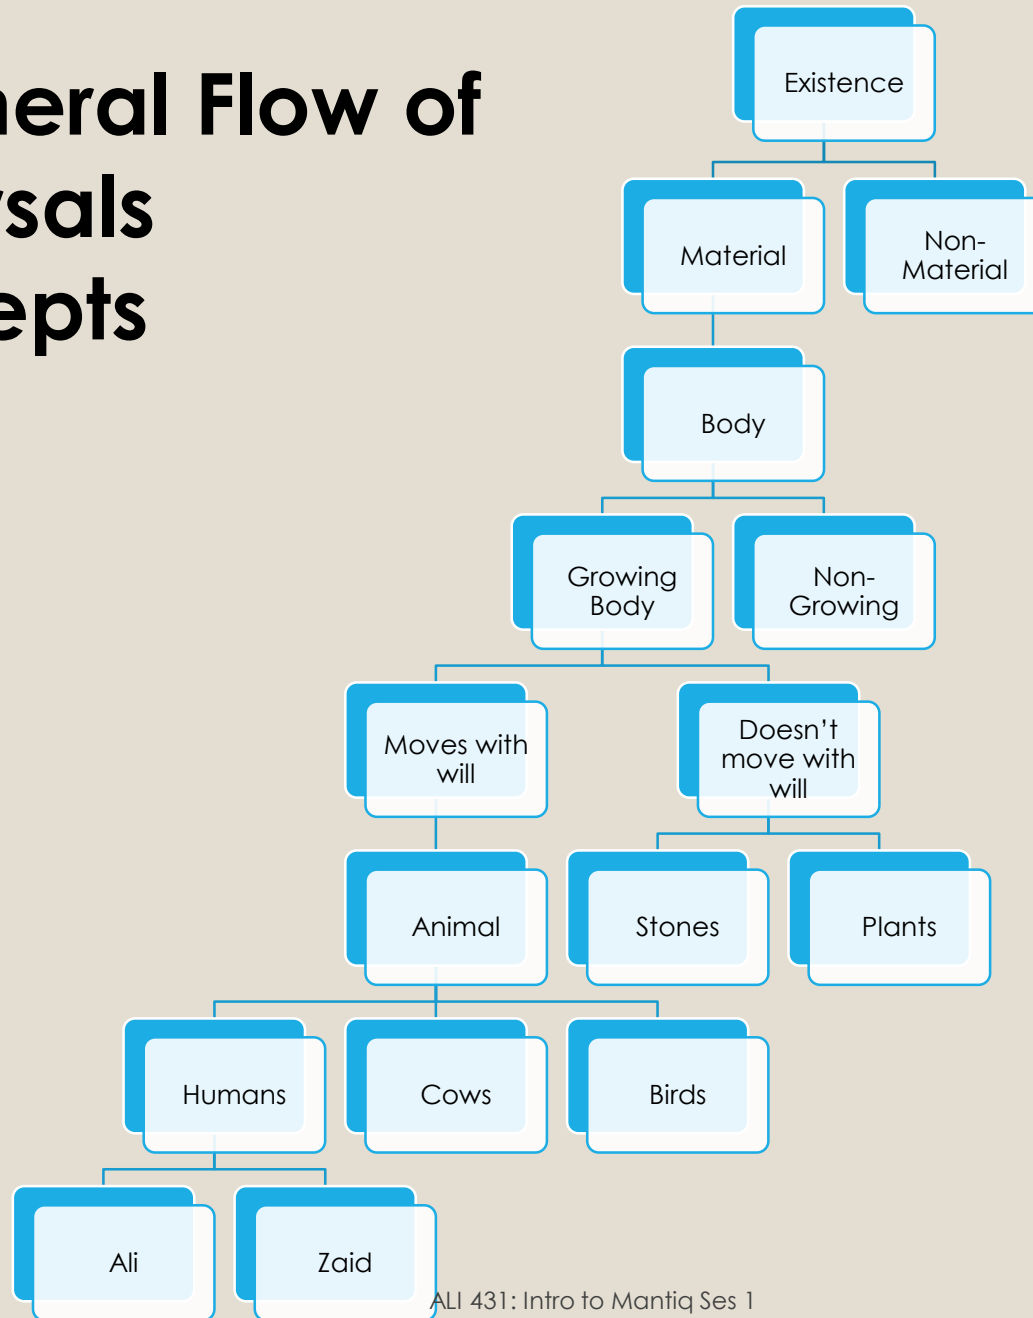 neral Flow of
rsals
epts
Existence
Material
Non-
Material
Body
Growing
Body
Non-
Growing
Moves with
will
Doesn’t
move with
will
Animal
Stones
Plants
Humans
Cows
Birds
Ali
Zaid
ALI 431: Intro to Mantiq Ses 1